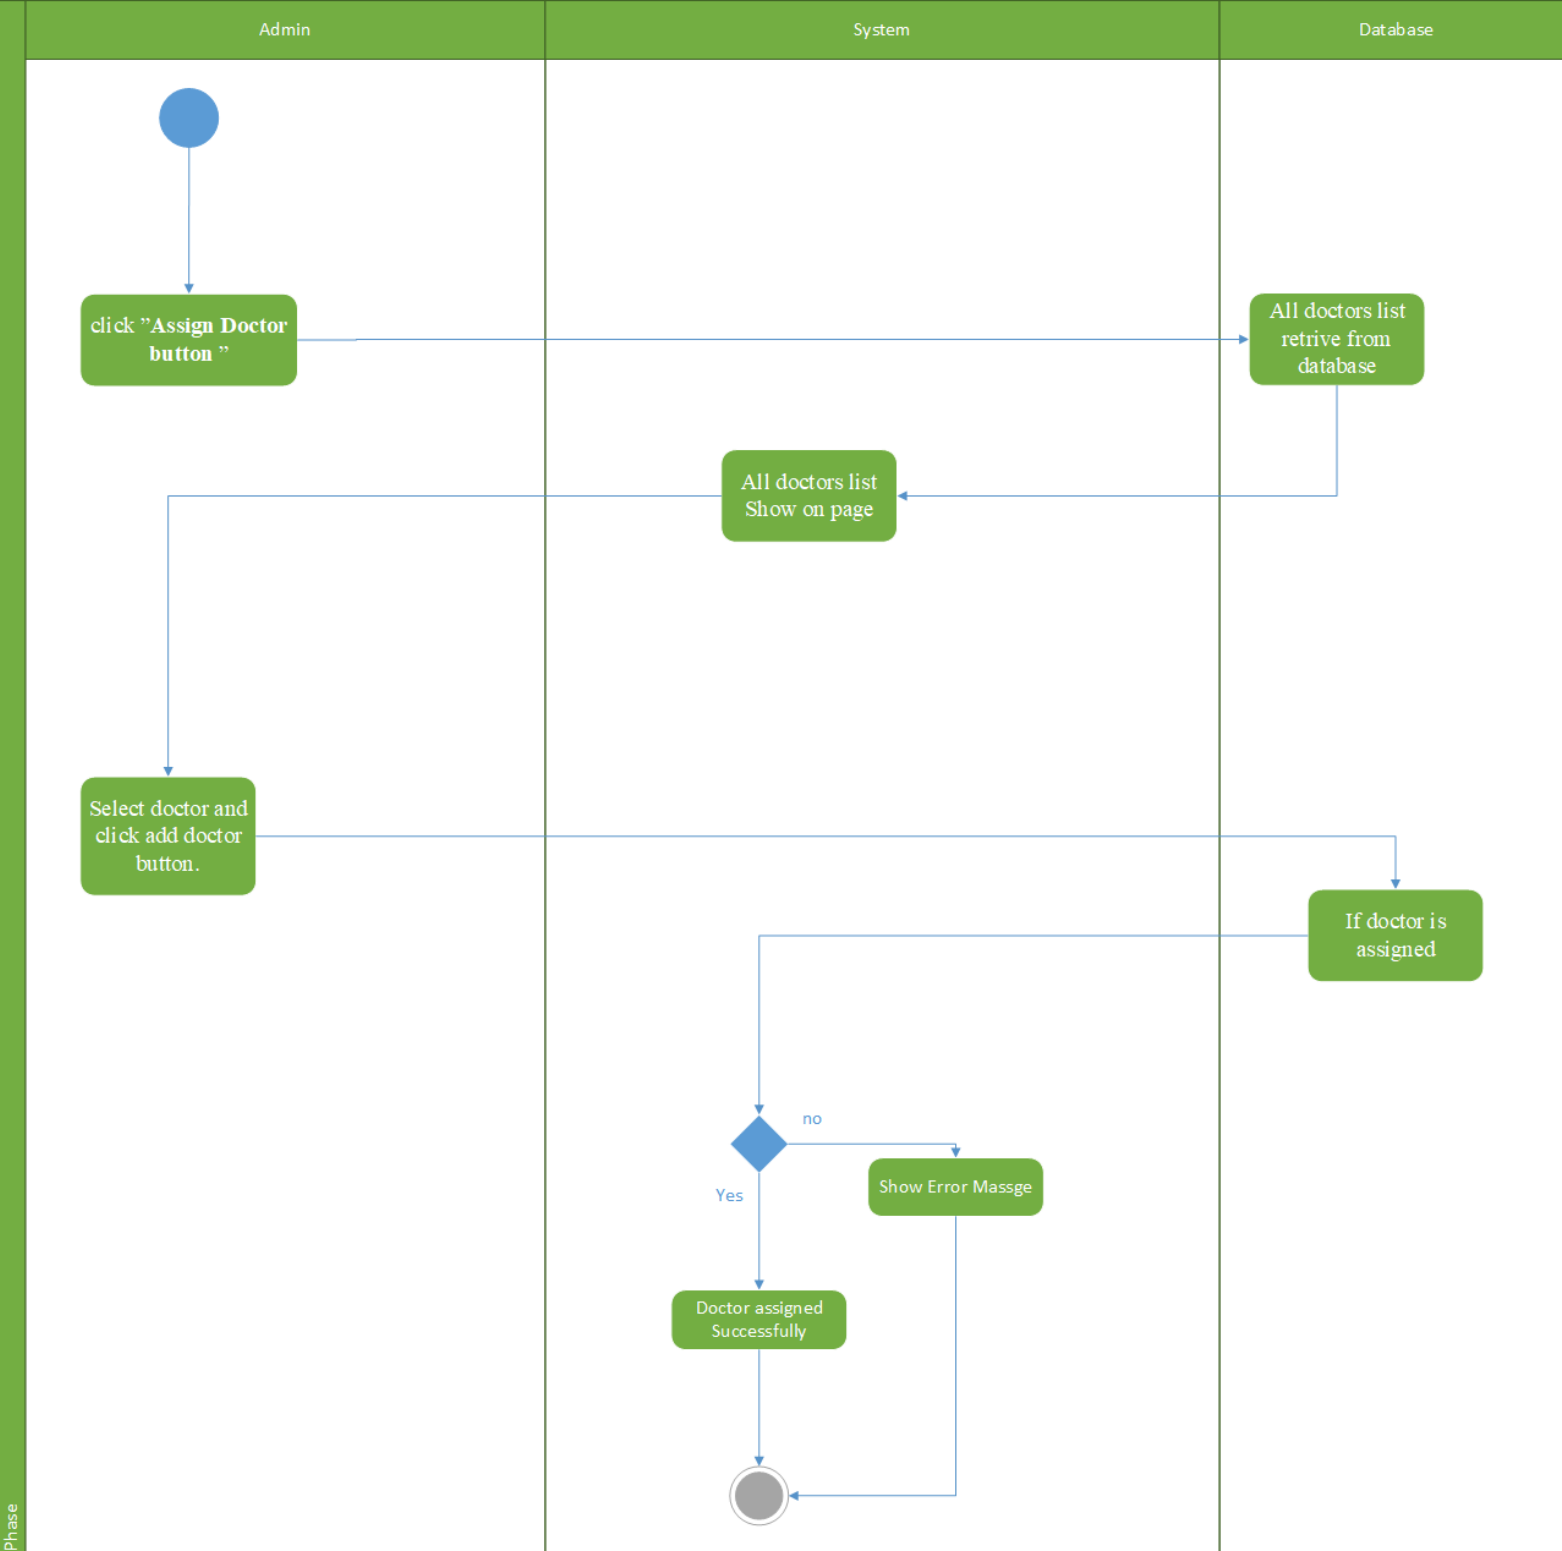 Admin
System
Database
click ”Assign Doctor
button ”
All doctors list
retrive from
database
All doctors list
Show on page
Select doctor and
click add doctor
button.
If doctor is
assigned
no
Yes
Show Error Massge
Doctor assigned
Successfully
Phase